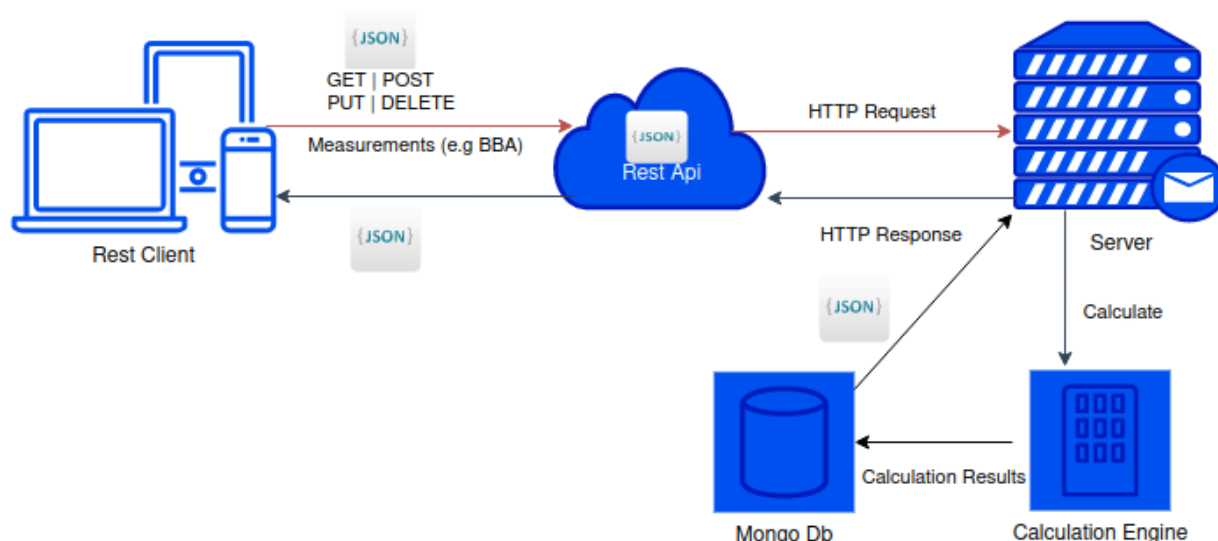 {JSON}
GET | POST
PUT | DELETE
Measurements (e.g BBA)
{JSON}
Rest Client
{JSON}
Rest Api
HTTP Request
HTTP Response
Server
{JSON}
Calculate
Calculation Results
Mongo Db
Calculation Engine